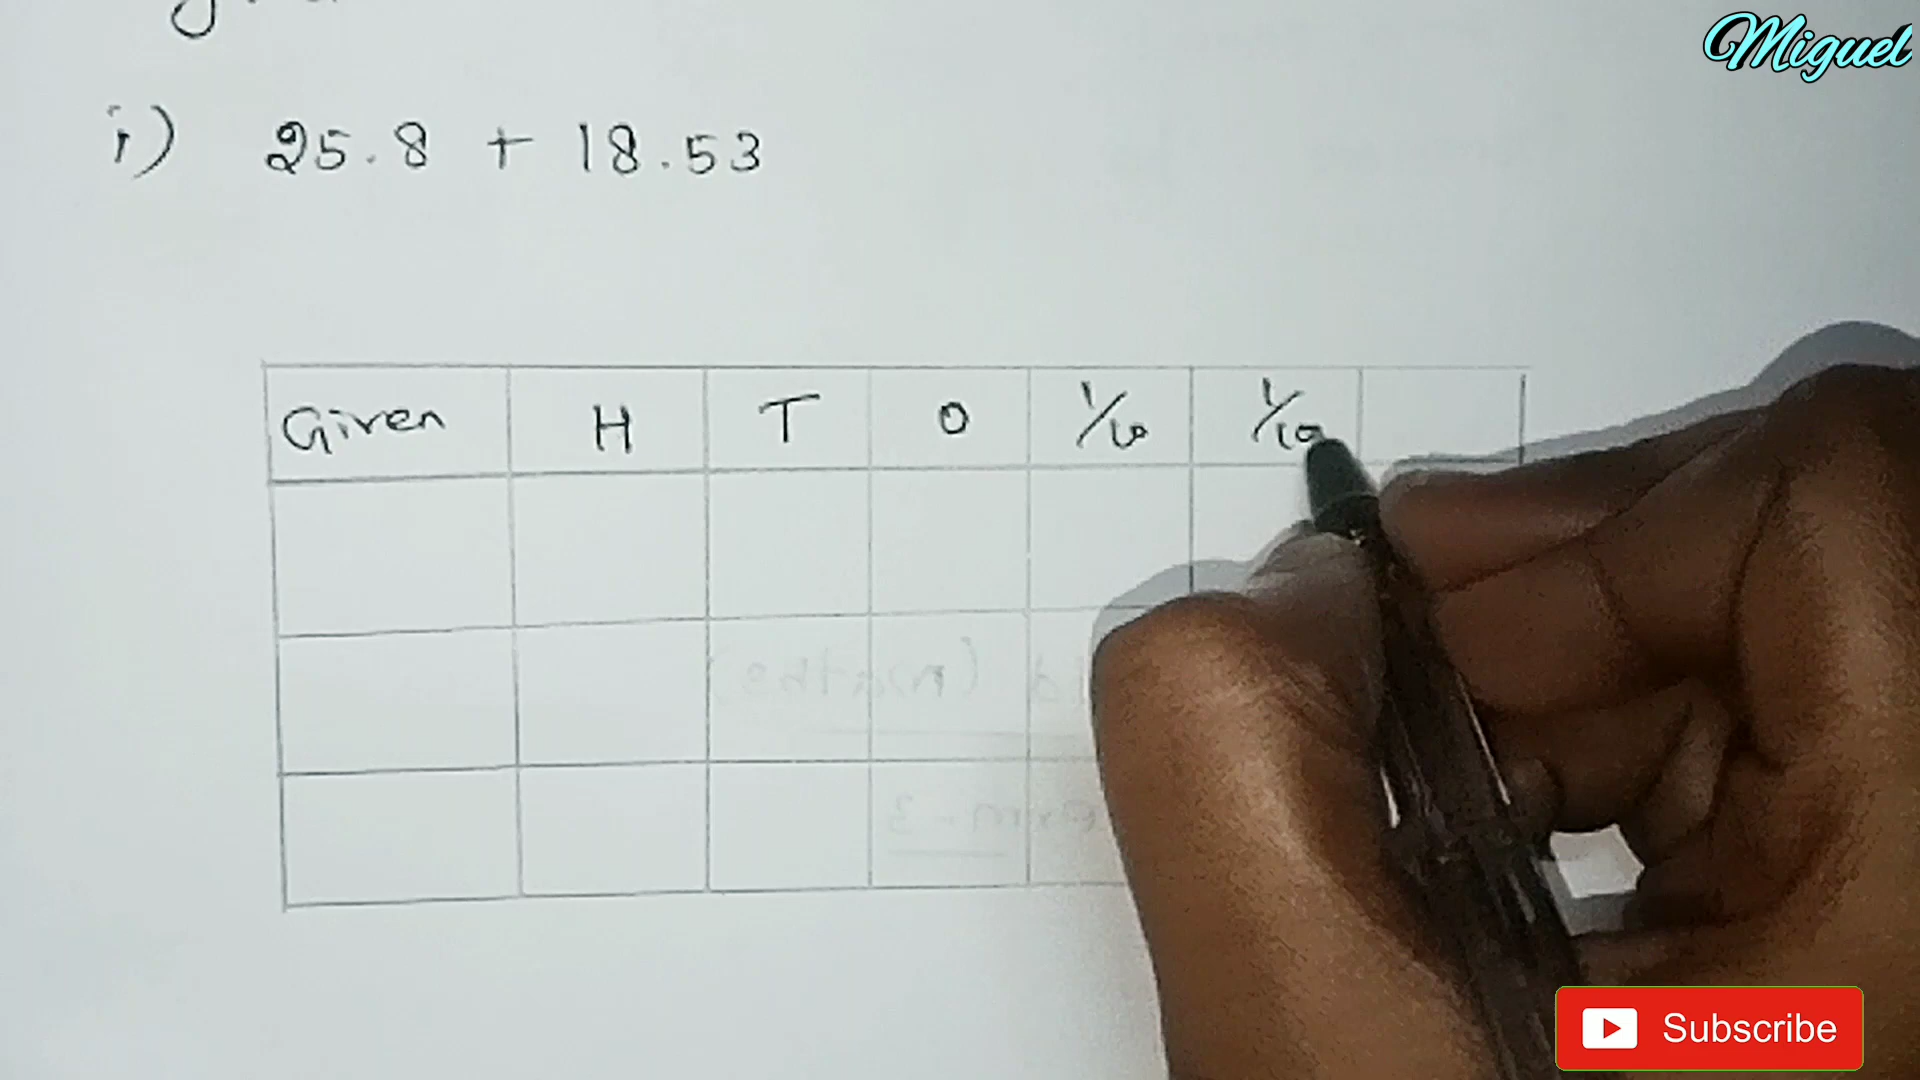 Miguel
i) 25.8 + 18.53
Given H T O 1/10 1/10
Subscribe